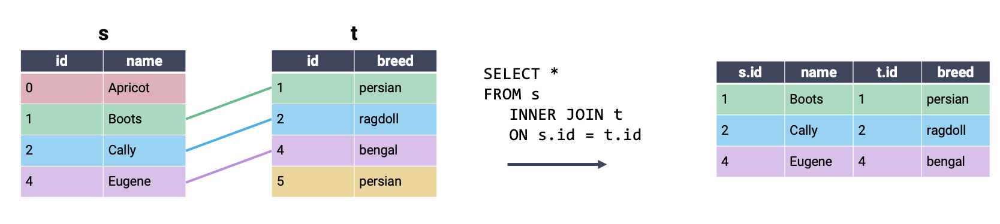 s
id name
0 Apricot
1 Boots
2 Cally
4 Eugene
t
id breed
1 persian
2 ragdoll
4 bengal
5 persian
SELECT *
FROM s
INNER JOIN t
ON s.id = t.id
s.id name t.id breed
1 Boots 1 persian
2 Cally 2 ragdoll
4 Eugene 4 bengal